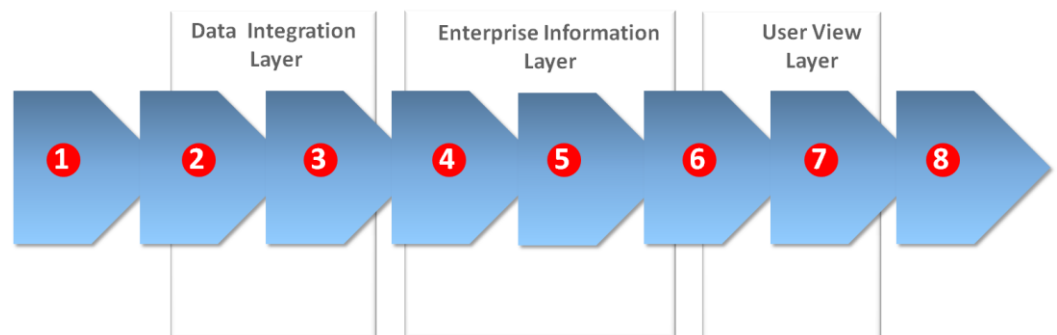 Data Integration
Layer
Enterprise Information
Layer
User View
Layer
1
2
3
4
5
6
7
8